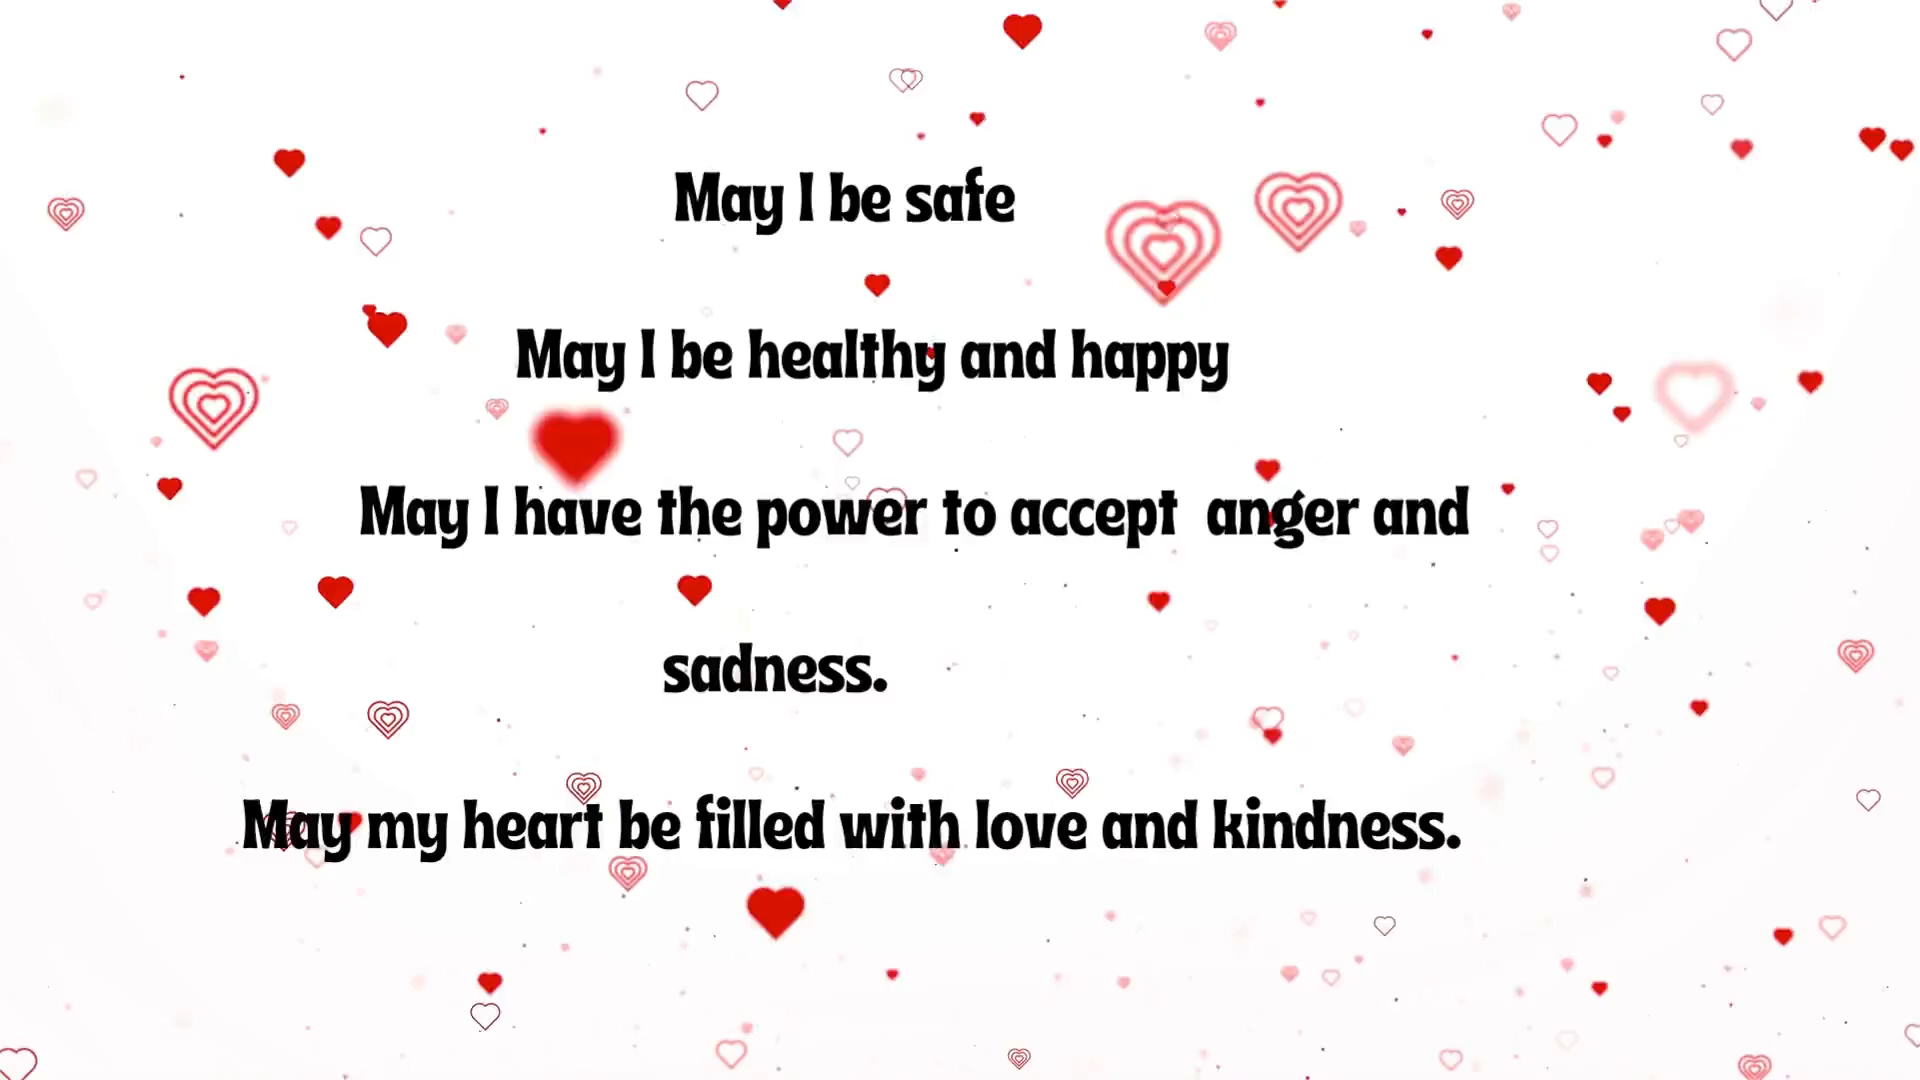 May I be safe
May I be healthy and happy
May I have the power to accept  anger and
sadness.
May my heart be filled with love and kindness.